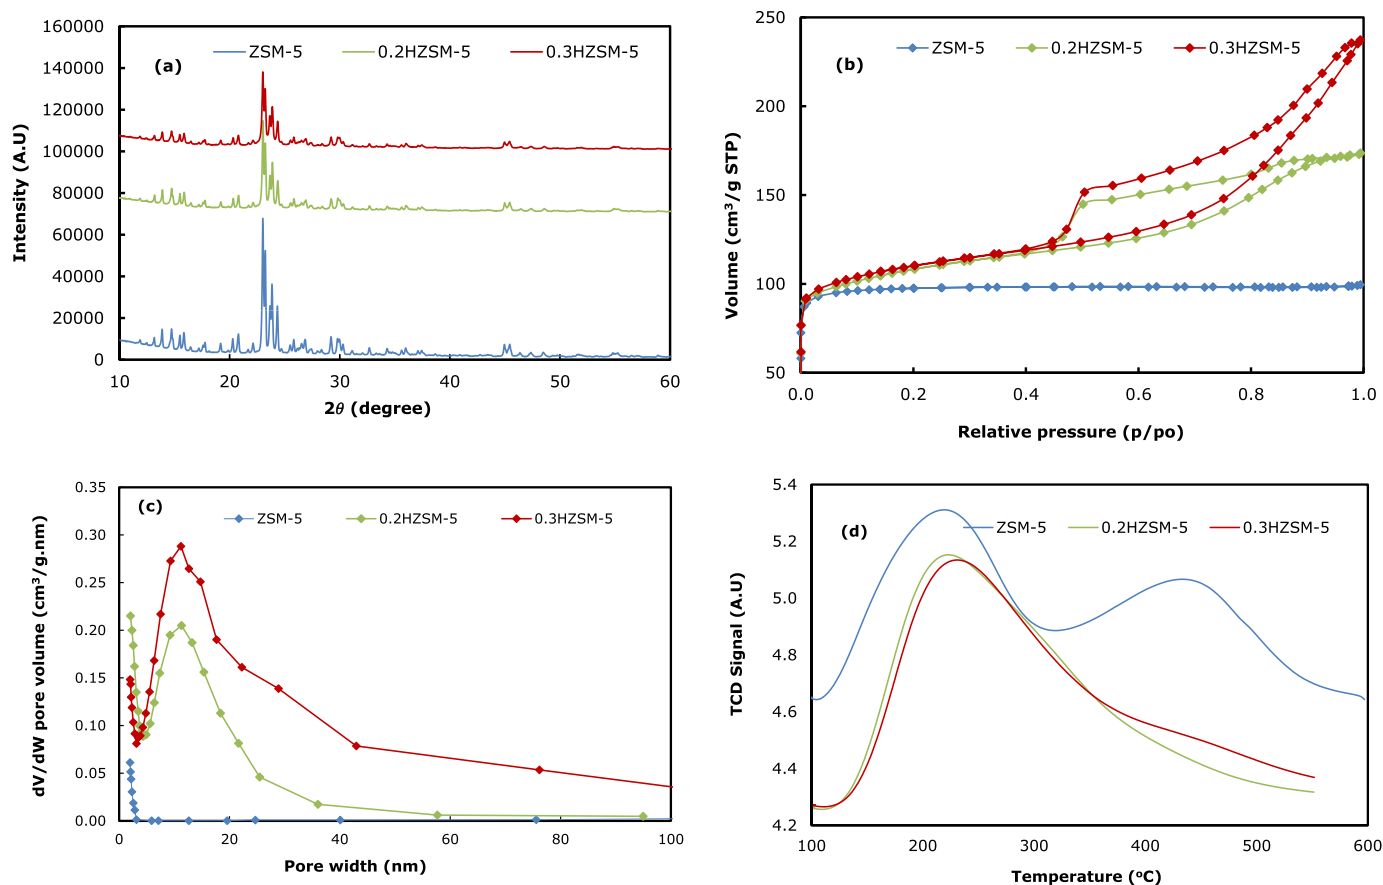 (a)
ZSM-5 0.2HZSM-5 0.3HZSM-5
160000
140000
120000
100000
80000
60000
40000
20000
0
10 20 30 40 50 60
Intensity (A.U)
2θ (degree)
(b)
ZSM-5 0.2HZSM-5 0.3HZSM-5
250
200
150
100
50
0.0 0.2 0.4 0.6 0.8 1.0
Volume (cm³/g STP)
Relative pressure (p/po)
(c)
ZSM-5 0.2HZSM-5 0.3HZSM-5
0.35
0.30
0.25
0.20
0.15
0.10
0.05
0.00
0 20 40 60 80 100
dV/dW pore volume (cm³/g.nm)
Pore width (nm)
(d)
ZSM-5 0.2HZSM-5 0.3HZSM-5
5.4
5.2
5.0
4.8
4.6
4.4
4.2
100 200 300 400 500 600
TCD Signal (A.U)
Temperature (ºC)